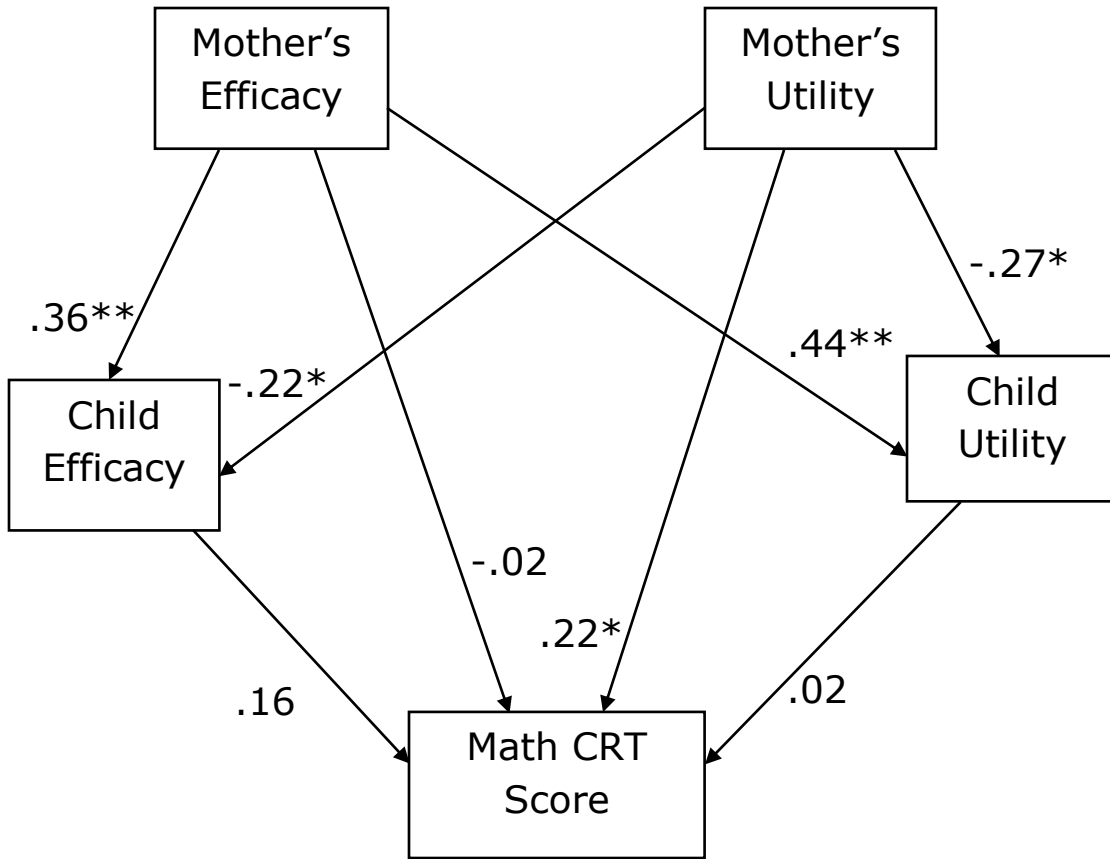 Mother’s
Efficacy
Mother’s
Utility
-.27*
.36**
.44**
-.22*
Child
Efficacy
Child
Utility
-.02
.22*
.16
.02
Math CRT
Score